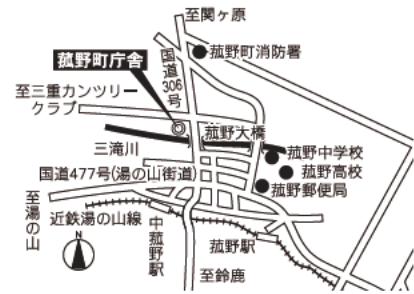 至関ヶ原
菰野町消防署
菰野町庁舎
国道306号
至三重カンツリー
クラブ
菰野大橋
三滝川
菰野中学校
菰野高校
国道477号(湯の山街道)
菰野郵便局
至湯の山
近鉄湯の山線
中菰野駅
菰野駅
N
至鈴鹿